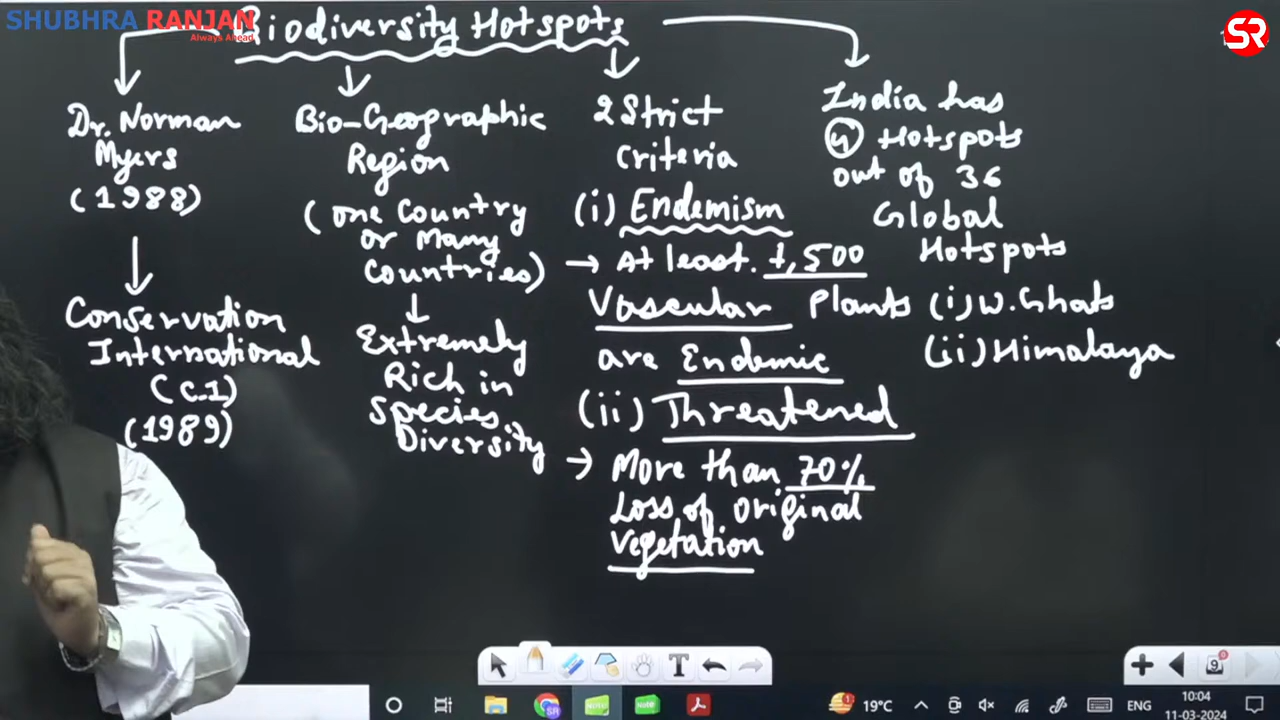 SHUBHRA RANJAN
Always Ahead
SR
Biodiversity Hotspots
Dr. Norman
Myers
(1988)
Conservation
International
(C.I)
(1989)
Bio-Geographic
Region
(one Country
or Many
Countries)
Extremely
Rich in
Species
Diversity
2 Strict
Criteria
(i) Endemism
→ At least 1,500
Vascular Plants
are Endemic
(ii) Threatened
→ More than 70%
Loss of original
vegetation
India has
4 Hotspots
out of 36
Global
Hotspots
(i) W. Ghats
(ii) Himalaya
T
9
19°C
ENG
10:04
11-03-2024